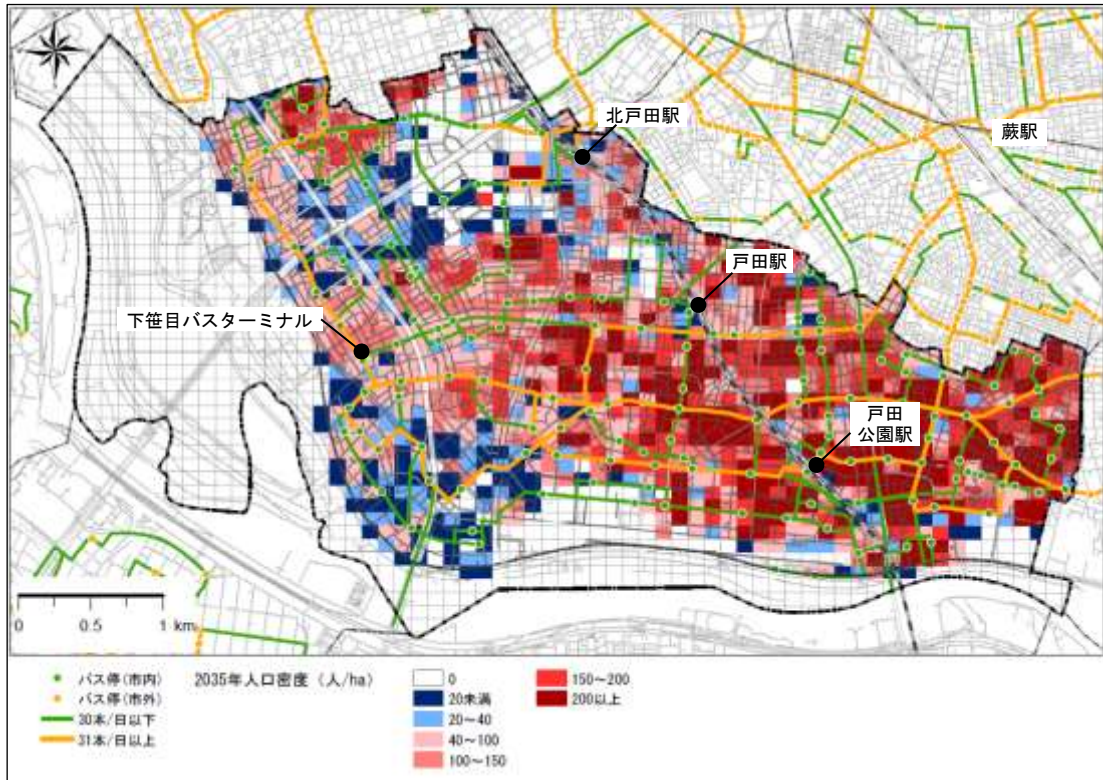 北戸田駅
蕨駅
戸田駅
下笹目バスターミナル
戸田
公園駅
0 0.5 1 km
バス停(市内)
バス停(市外)
30本/日以下
31本/日以上
2035年人口密度（人/ha）
0
20未満
20～40
40～100
100～150
150～200
200以上